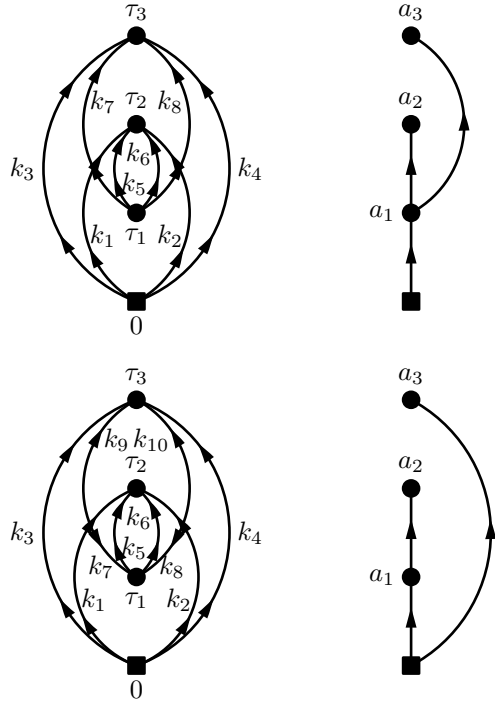 τ₃ a₃
k₇ τ₂ k₈ a₂
k₃ k₆ k₄
k₅
k₁ τ₁ k₂ a₁
0
τ₃ a₃
k₉ k₁₀
τ₂ a₂
k₃ k₆ k₄
k₇ k₅ k₈
k₁ τ₁ k₂ a₁
0